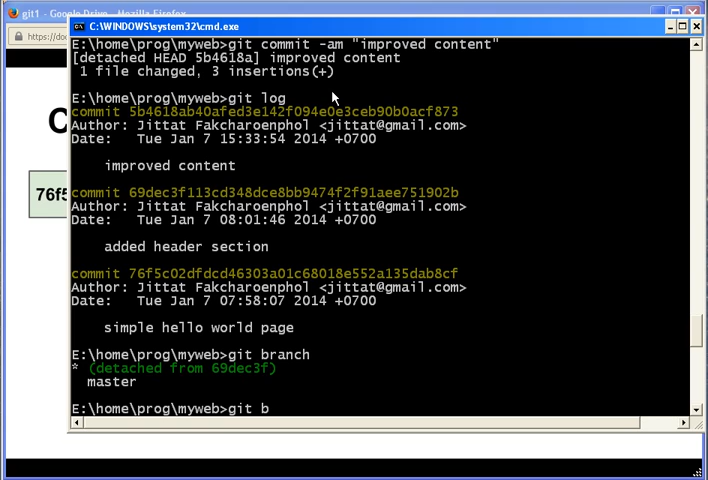 git1 - Google Drive - Mozilla Firefox
C:\WINDOWS\system32\cmd.exe
https://do
C
76f5
E:\home\prog\myweb>git commit -am "improved content"
[detached HEAD 5b4618a] improved content
 1 file changed, 3 insertions(+)
E:\home\prog\myweb>git log
commit 5b4618ab40afed3e142f094e0e3ceb90b0acf873
Author: Jittat Fakcharoenphol <jittat@gmail.com>
Date:   Tue Jan 7 15:33:54 2014 +0700
    improved content
commit 69dec3f113cd348dce8bb9474f2f91aee751902b
Author: Jittat Fakcharoenphol <jittat@gmail.com>
Date:   Tue Jan 7 08:01:46 2014 +0700
    added header section
commit 76f5c02dfdcd46303a01c68018e552a135dab8cf
Author: Jittat Fakcharoenphol <jittat@gmail.com>
Date:   Tue Jan 7 07:58:07 2014 +0700
    simple hello world page
E:\home\prog\myweb>git branch
* (detached from 69dec3f)
  master
E:\home\prog\myweb>git b